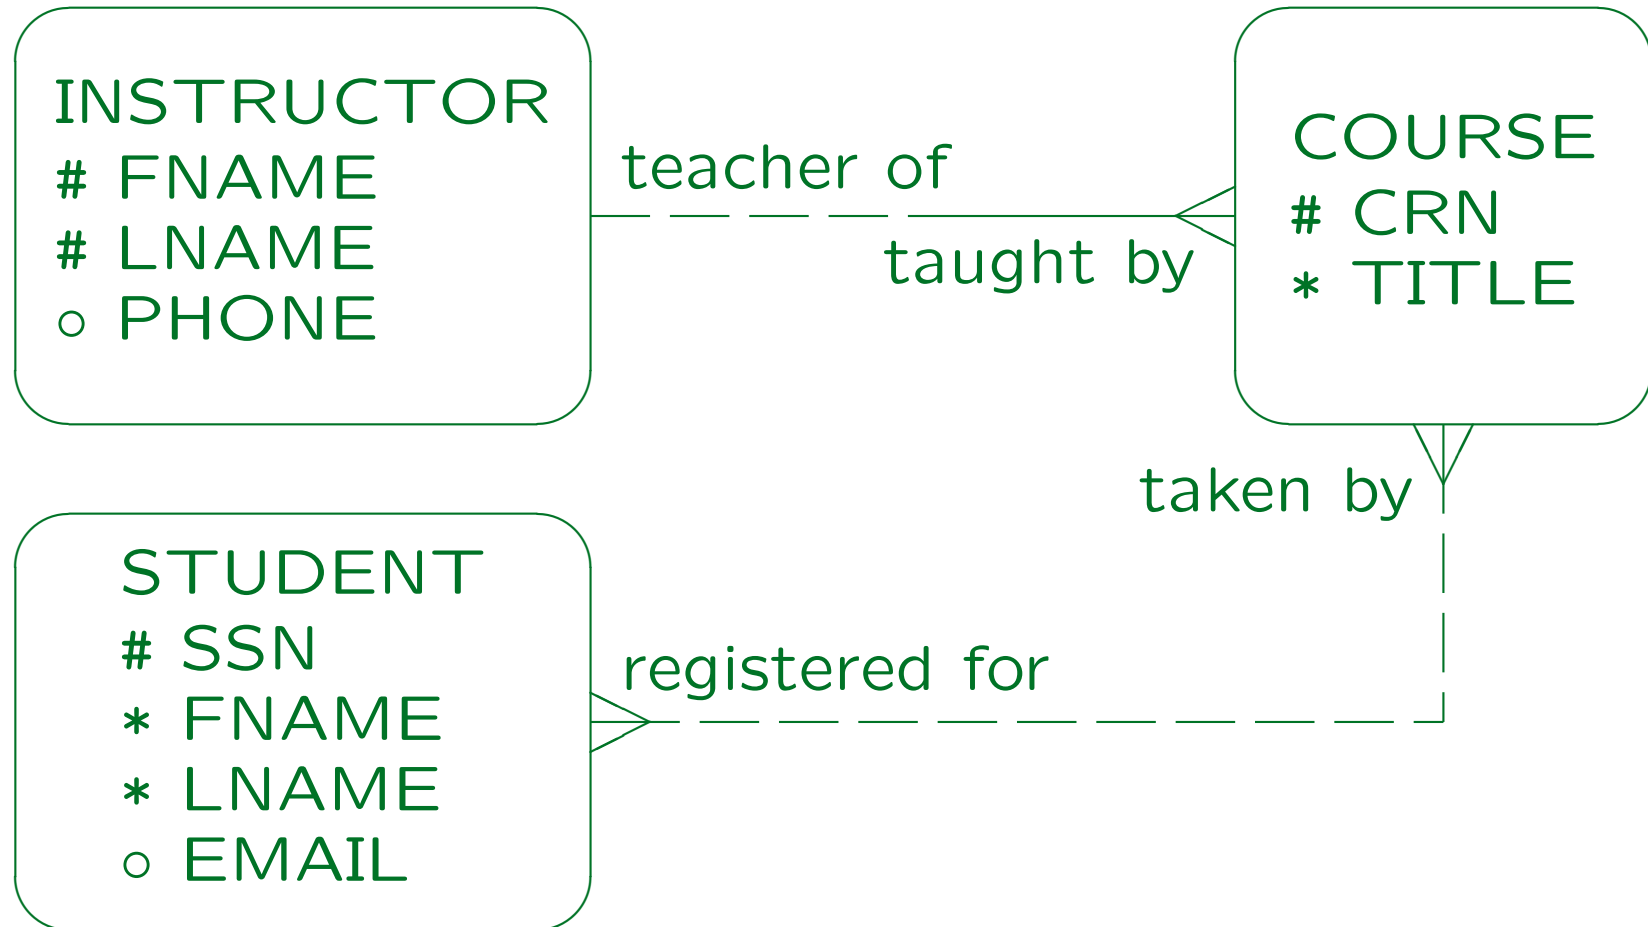 INSTRUCTOR
# FNAME
# LNAME
○ PHONE
teacher of
taught by
COURSE
# CRN
* TITLE
taken by
STUDENT
# SSN
* FNAME
* LNAME
○ EMAIL
registered for